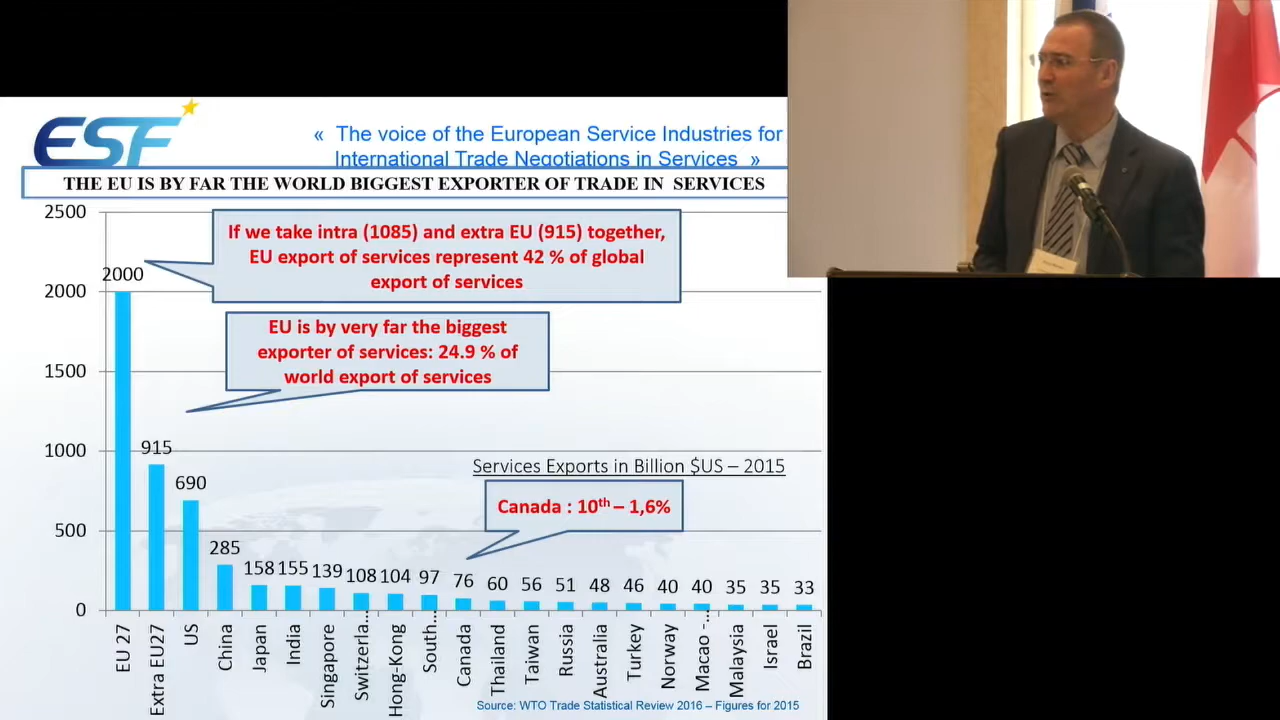 ESF
« The voice of the European Service Industries for
International Trade Negotiations in Services »
THE EU IS BY FAR THE WORLD BIGGEST EXPORTER OF TRADE IN SERVICES
2500
2000
1500
1000
500
0
If we take intra (1085) and extra EU (915) together,
EU export of services represent 42 % of global
export of services
EU is by very far the biggest
exporter of services: 24.9 % of
world export of services
Services Exports in Billion $US – 2015
Canada : 10th – 1,6%
2000
915
690
285
158
155
139
108
104
97
76
60
56
51
48
46
40
40
35
35
33
EU 27
Extra EU27
US
China
Japan
India
Singapore
Switzerla...
Hong-Kong
South...
Canada
Thailand
Taiwan
Russia
Australia
Turkey
Norway
Macao -...
Malaysia
Israel
Brazil
Source: WTO Trade Statistical Review 2016 – Figures for 2015